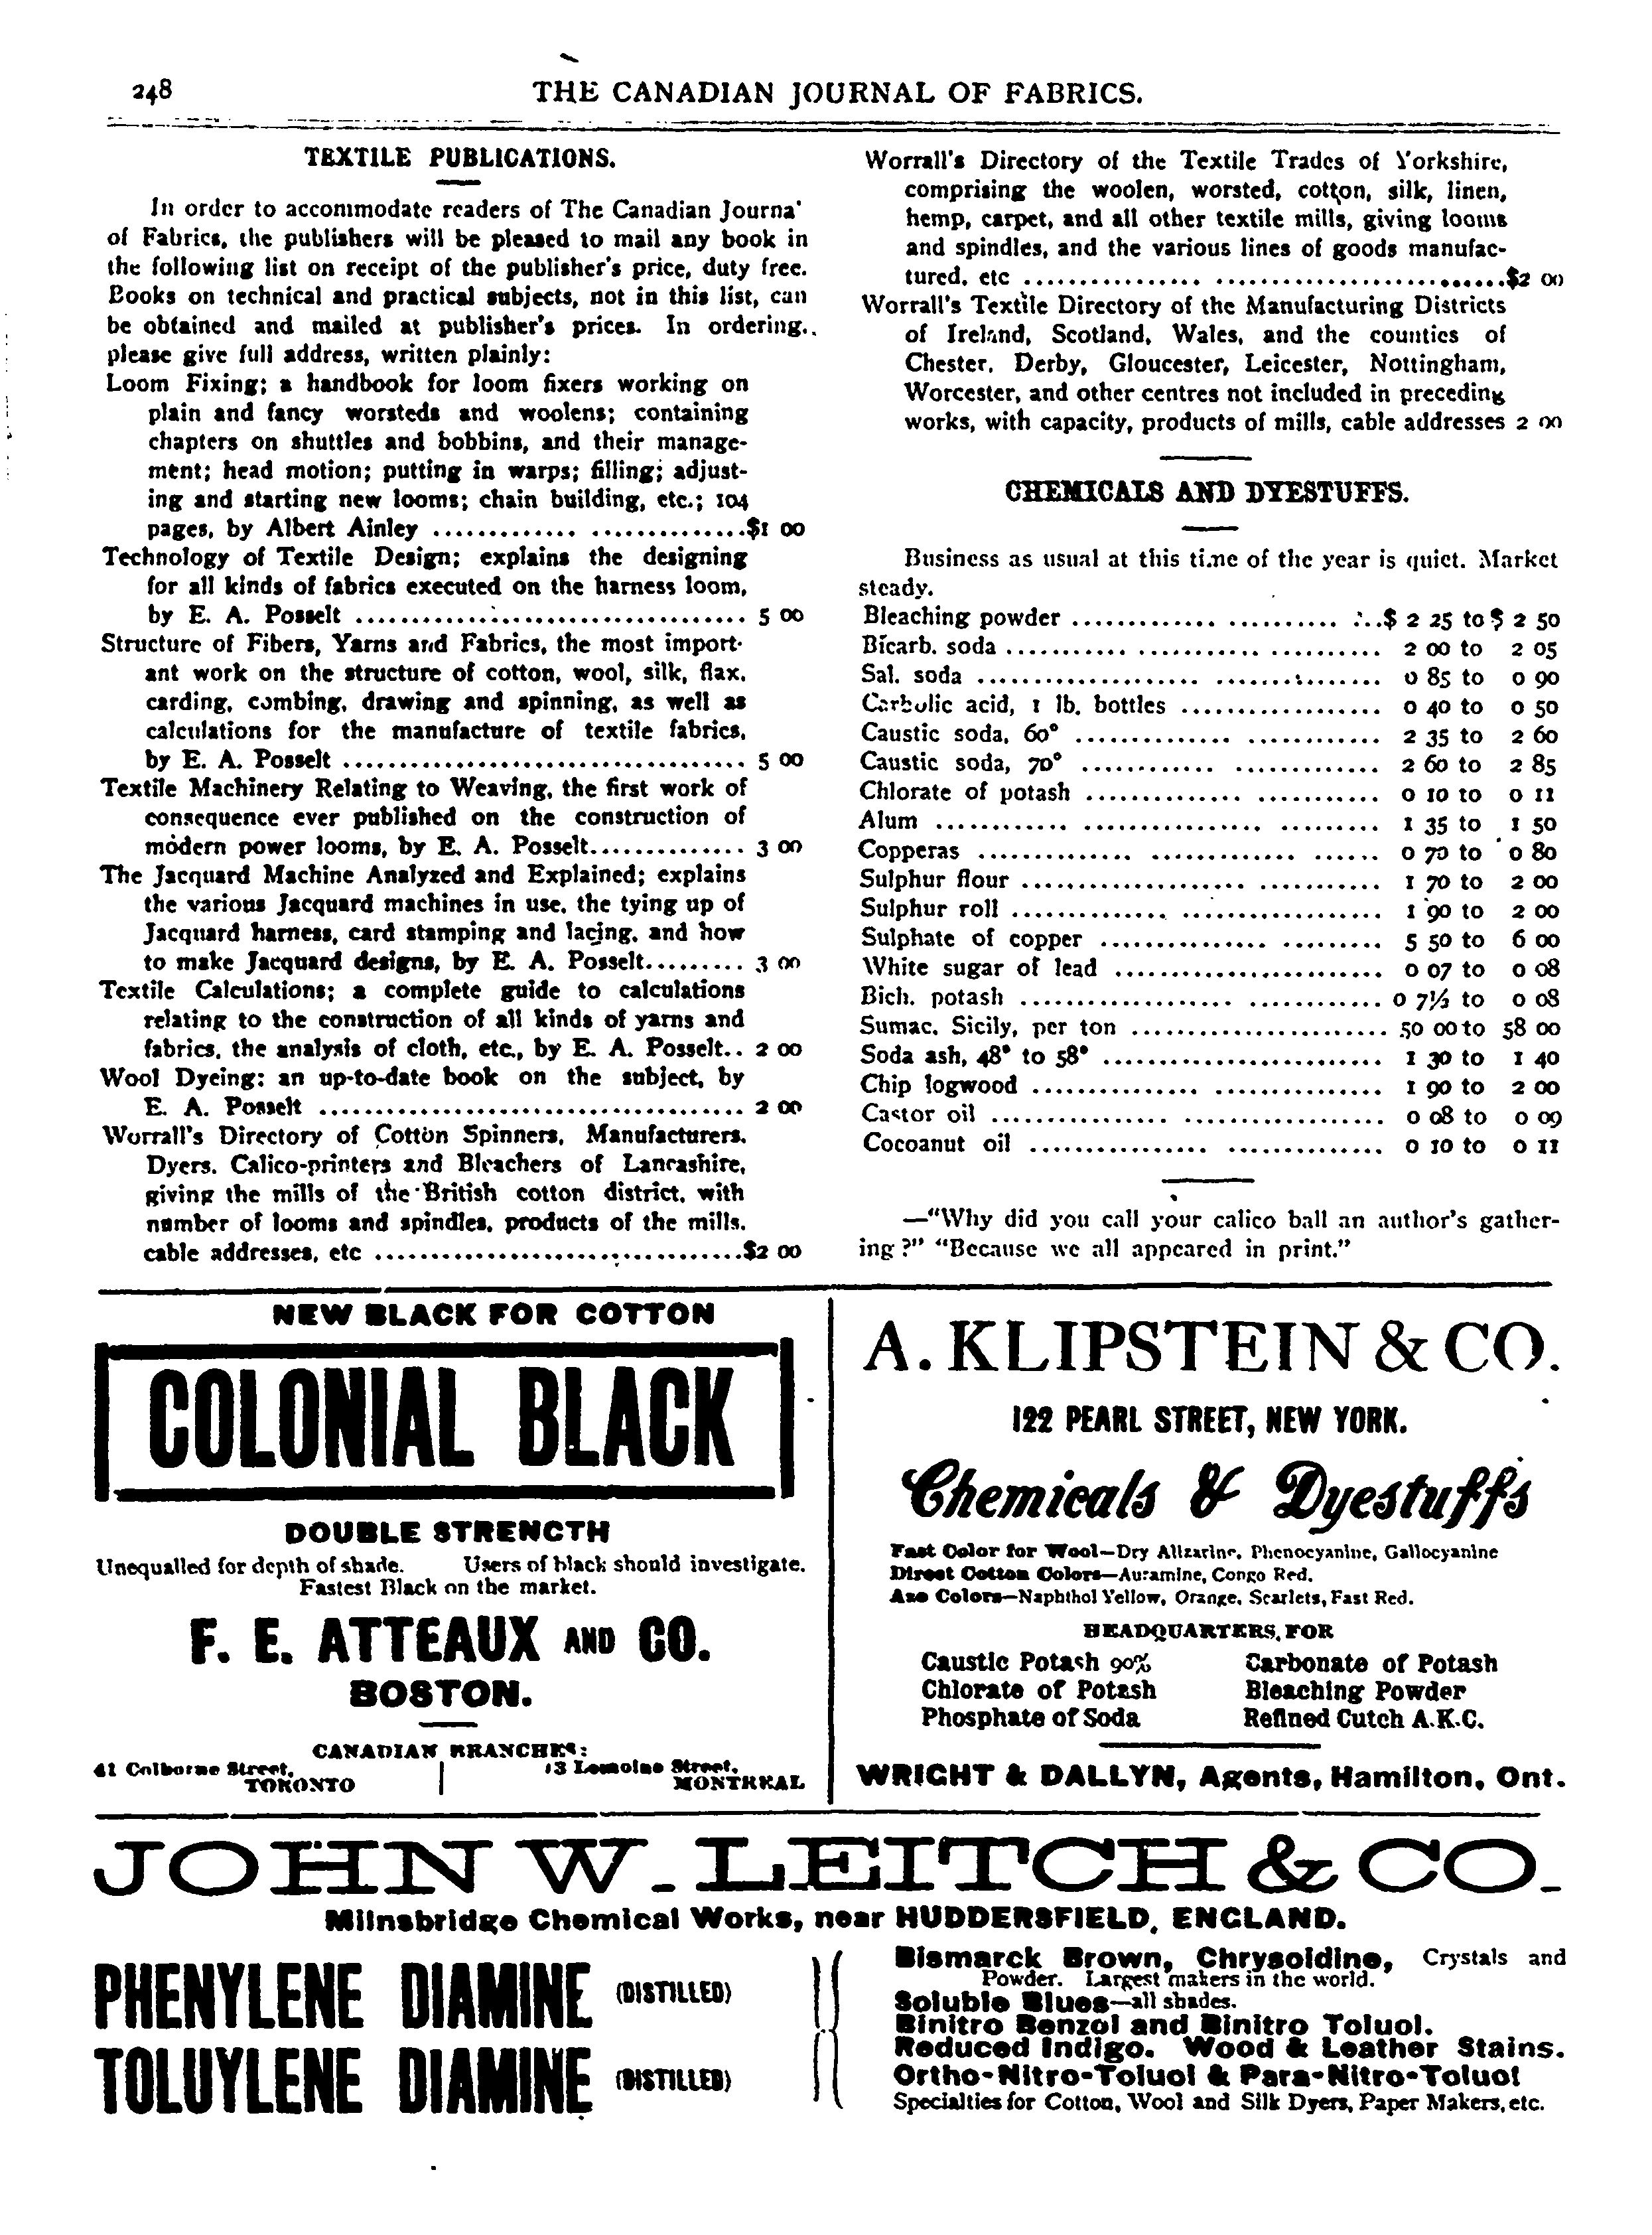 248
THE CANADIAN JOURNAL OF FABRICS.
TEXTILE PUBLICATIONS.
In order to accommodate readers of The Canadian Journa'
of Fabrics, the publishers will be pleased to mail any book in
the following list on receipt of the publisher's price, duty free.
Books on technical and practical subjects, not in this list, can
be obtained and mailed at publisher's prices. In ordering,
please give full address, written plainly:
Loom Fixing; a handbook for loom fixers working on
plain and fancy worsteds and woolens; containing
chapters on shuttles and bobbins, and their manage-
ment; head motion; putting in warps; filling; adjust-
ing and starting new looms; chain building, etc.; 104
pages, by Albert Ainley .......... $1 00
Technology of Textile Design; explains the designing
for all kinds of fabrics executed on the harness loom,
by E. A. Posselt .......... 5 00
Structure of Fibers, Yarns and Fabrics, the most import-
ant work on the structure of cotton, wool, silk, flax,
carding, combing, drawing and spinning, as well as
calculations for the manufacture of textile fabrics,
by E. A. Posselt .......... 5 00
Textile Machinery Relating to Weaving, the first work of
consequence ever published on the construction of
modern power looms, by E. A. Posselt.......... 3 00
The Jacquard Machine Analyzed and Explained; explains
the various Jacquard machines in use, the tying up of
Jacquard harness, card stamping and lacing, and how
to make Jacquard designs, by E. A. Posselt......... 3 00
Textile Calculations; a complete guide to calculations
relating to the construction of all kinds of yarns and
fabrics, the analysis of cloth, etc., by E. A. Posselt.. 2 00
Wool Dyeing: an up-to-date book on the subject, by
E. A. Posselt .......... 2 00
Worrall's Directory of Cotton Spinners, Manufacturers,
Dyers, Calico-printers and Bleachers of Lancashire,
giving the mills of the British cotton district, with
number of looms and spindles, products of the mills,
cable addresses, etc .......... $2 00
Worrall's Directory of the Textile Trades of Yorkshire,
comprising the woolen, worsted, cotton, silk, linen,
hemp, carpet, and all other textile mills, giving looms
and spindles, and the various lines of goods manufac-
tured, etc .......... $2 00
Worrall's Textile Directory of the Manufacturing Districts
of Ireland, Scotland, Wales, and the counties of
Chester, Derby, Gloucester, Leicester, Nottingham,
Worcester, and other centres not included in preceding
works, with capacity, products of mills, cable addresses 2 00
CHEMICALS AND DYESTUFFS.
Business as usual at this time of the year is quiet. Market
steady.
Bleaching powder .......... $ 2 25 to $ 2 50
Bicarb. soda .......... 2 00 to 2 05
Sal. soda .......... 0 85 to 0 90
Carbolic acid, 1 lb. bottles .......... 0 40 to 0 50
Caustic soda, 60° .......... 2 35 to 2 60
Caustic soda, 70° .......... 2 60 to 2 85
Chlorate of potash .......... 0 10 to 0 11
Alum .......... 1 35 to 1 50
Copperas .......... 0 70 to 0 80
Sulphur flour .......... 1 70 to 2 00
Sulphur roll .......... 1 90 to 2 00
Sulphate of copper .......... 5 50 to 6 00
White sugar of lead .......... 0 07 to 0 08
Bich. potash .......... 0 7½ to 0 08
Sumac, Sicily, per ton .......... 50 00 to 58 00
Soda ash, 48° to 58° .......... 1 30 to 1 40
Chip logwood .......... 1 90 to 2 00
Castor oil .......... 0 08 to 0 09
Cocoanut oil .......... 0 10 to 0 11
—"Why did you call your calico ball an author's gather-
ing?" "Because we all appeared in print."
NEW BLACK FOR COTTON
COLONIAL BLACK
DOUBLE STRENGTH
Unequalled for depth of shade. Users of black should investigate.
Fastest Black on the market.
F. E. ATTEAUX AND CO.
BOSTON.
CANADIAN BRANCHES:
41 Colborne Street, TORONTO
13 Lemoine Street, MONTREAL
A. KLIPSTEIN & CO.
122 PEARL STREET, NEW YORK.
Chemicals & Dyestuffs
Fast Color for Wool—Dry Alizarine, Phenocyanine, Gallocyanine
Direct Cotton Colors—Auramine, Congo Red.
Azo Colors—Naphthol Yellow, Orange, Scarlets, Fast Red.
HEADQUARTERS FOR
Caustic Potash 90% Carbonate of Potash
Chlorate of Potash Bleaching Powder
Phosphate of Soda Refined Cutch A.K.C.
WRIGHT & DALLYN, Agents, Hamilton, Ont.
JOHN W. LEITCH & CO.
Milnsbridge Chemical Works, near HUDDERSFIELD, ENGLAND.
PHENYLENE DIAMINE (DISTILLED)
TOLUYLENE DIAMINE (DISTILLED)
Bismarck Brown, Chrysoidine, Crystals and
Powder. Largest makers in the world.
Soluble Blues—all shades.
Binitro Benzol and Binitro Toluol.
Reduced Indigo. Wood & Leather Stains.
Ortho-Nitro-Toluol & Para-Nitro-Toluol
Specialties for Cotton, Wool and Silk Dyers, Paper Makers, etc.